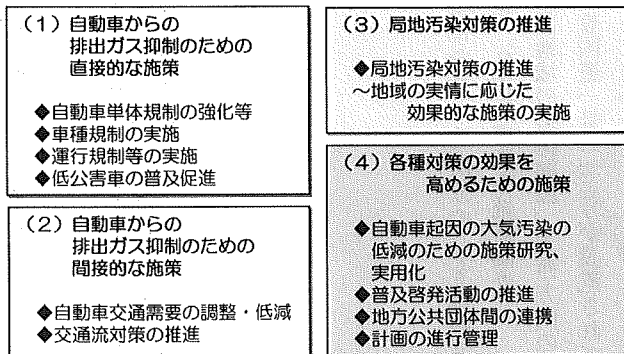 （1）自動車からの
排出ガス抑制のための
直接的な施策
◆自動車単体規制の強化等
◆車種規制の実施
◆運行規制等の実施
◆低公害車の普及促進
（2）自動車からの
排出ガス抑制のための
間接的な施策
◆自動車交通需要の調整・低減
◆交通流対策の推進
（3）局地汚染対策の推進
◆局地汚染対策の推進
～地域の実情に応じた
効果的な施策の実施
（4）各種対策の効果を
高めるための施策
◆自動車起因の大気汚染の
低減のための施策研究、
実用化
◆普及啓発活動の推進
◆地方公共団体間の連携
◆計画の進行管理